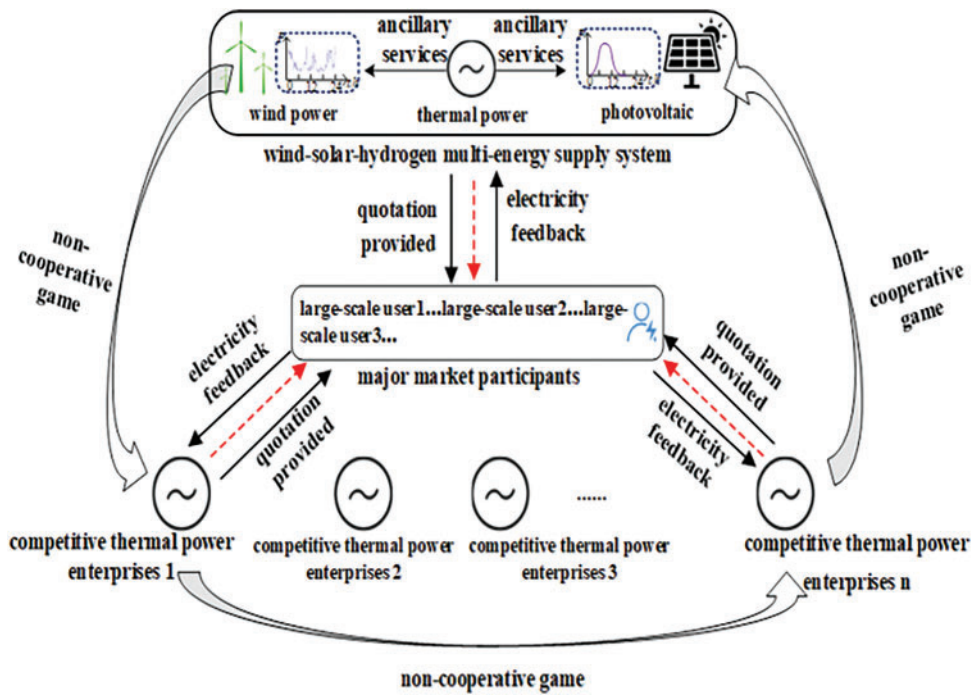 ancillary
services
ancillary
services
wind power
thermal power
photovoltaic
wind-solar-hydrogen multi-energy supply system
quotation
provided
electricity
feedback
non-
cooperative
game
non-
cooperative
game
large-scale user1...large-scale user2...large-
scale user3...
major market participants
electricity
feedback
quotation
provided
quotation
provided
electricity
feedback
......
competitive thermal power
enterprises 1
competitive thermal power
enterprises 2
competitive thermal power
enterprises 3
competitive thermal power
enterprises n
non-cooperative game